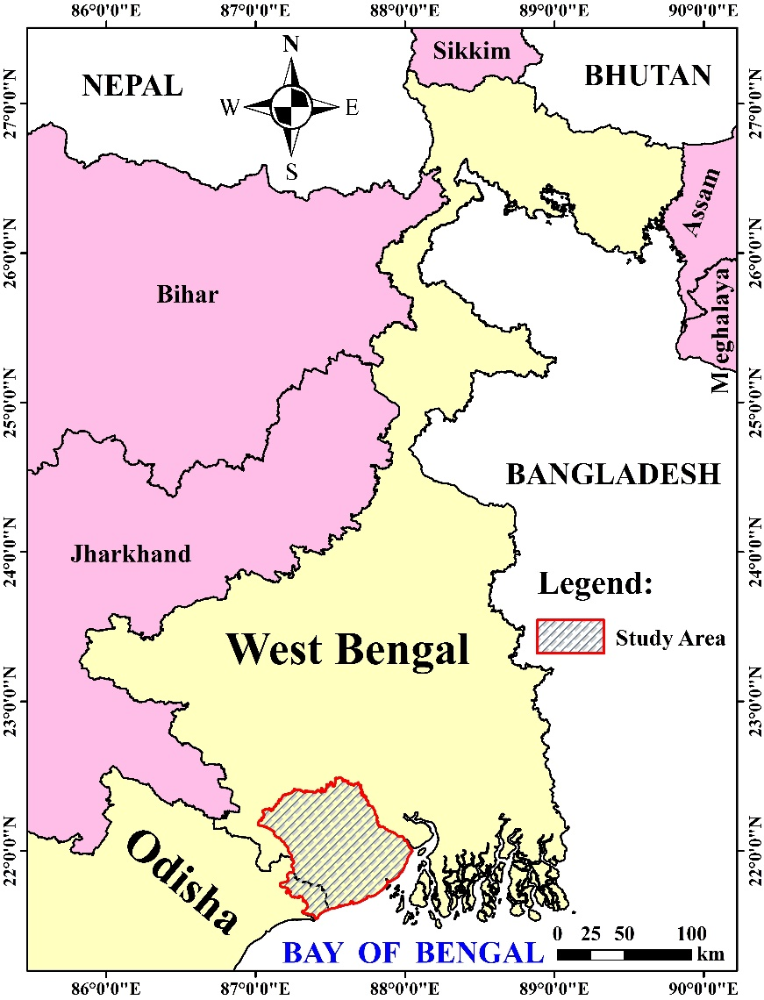 86°0'0"E 87°0'0"E 88°0'0"E 89°0'0"E 90°0'0"E
Sikkim
NEPAL
BHUTAN
N
W E
S
27°0'0"N 27°0'0"N
Assam
26°0'0"N 26°0'0"N
Bihar
Meghalaya
25°0'0"N 25°0'0"N
BANGLADESH
24°0'0"N 24°0'0"N
Jharkhand
Legend:
Study Area
West Bengal
23°0'0"N 23°0'0"N
22°0'0"N 22°0'0"N
Odisha
0 25 50 100
km
BAY OF BENGAL
86°0'0"E 87°0'0"E 88°0'0"E 89°0'0"E 90°0'0"E